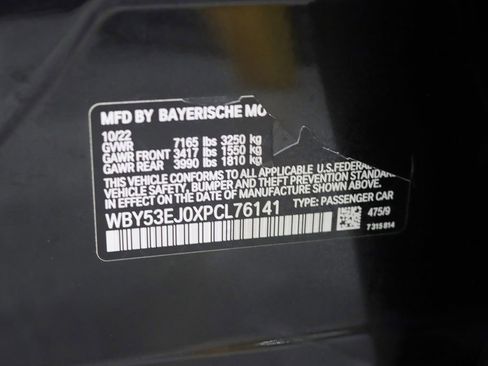 MFD BY BAYERISCHE MO
10/22
GVWR 7165 lbs 3250 kg
GAWR FRONT 3417 lbs 1550 kg
GAWR REAR 3990 lbs 1810 kg
THIS VEHICLE CONFORMS TO ALL APPLICABLE U.S. FEDERAL
SAFETY, BUMPER, AND THEFT PREVENTION
IN EFFECT ON THE DATE OF MANUFACTURE SHOWN ABOVE.
WBY53EJ0XPCL76141 TYPE: PASSENGER CAR
475/9
7315814